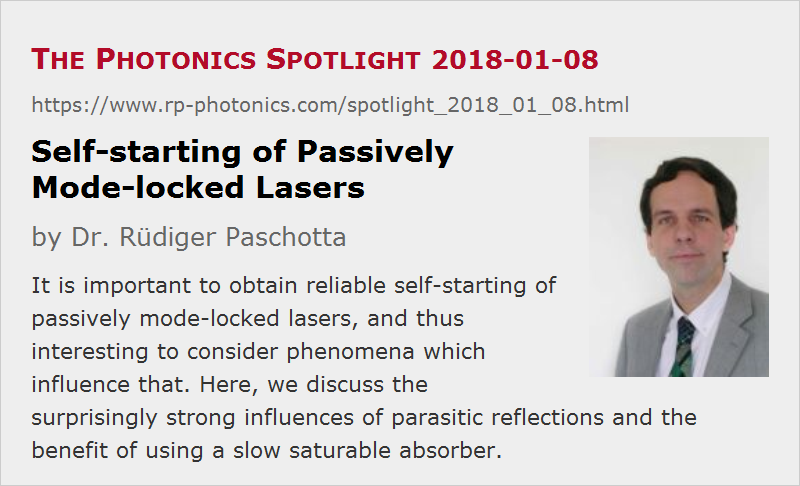 The Photonics Spotlight 2018-01-08
https://www.rp-photonics.com/spotlight_2018_01_08.html
Self-starting of Passively
Mode-locked Lasers
by Dr. Rüdiger Paschotta
It is important to obtain reliable self-starting of
passively mode-locked lasers, and thus
interesting to consider phenomena which
influence that. Here, we discuss the
surprisingly strong influences of parasitic reflections and the
benefit of using a slow saturable absorber.